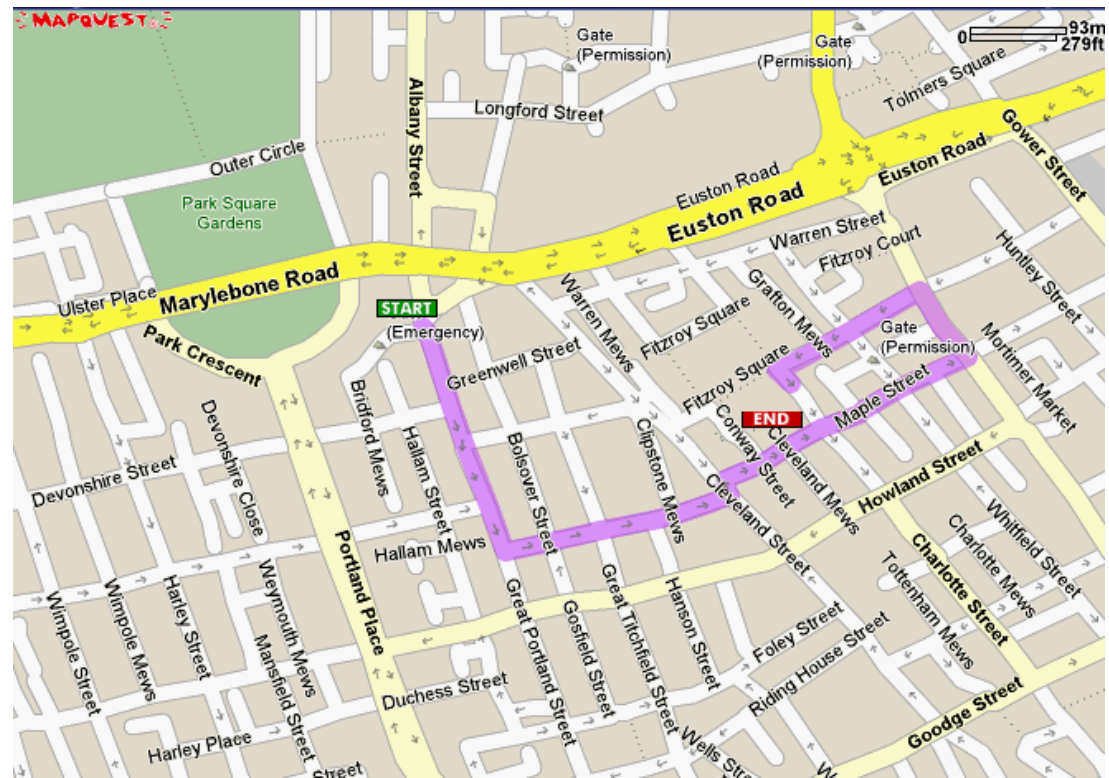 MAPQUEST
93m
0
279ft
Gate
(Permission)
Gate
(Permission)
Tolmers Square
Albany Street
Longford Street
Gower Street
Outer Circle
Euston Road
Euston Road
Euston Road
Park Square
Gardens
Warren Street
Fitzroy Court
Huntley Street
Marylebone Road
Ulster Place
START
(Emergency)
Warren Mews
Grafton Mews
Fitzroy Square
Gate
(Permission)
Mortimer Market
Park Crescent
Greenwell Street
Fitzroy Square
Maple Street
END
Bridford Mews
Devonshire Street
Devonshire Close
Hallam Street
Bolsover Street
Clipstone Mews
Conway Street
Cleveland Mews
Howland Street
Cleveland Street
Whitfield Street
Charlotte Mews
Charlotte Street
Tottenham Mews
Hallam Mews
Portland Place
Wimpole Street
Wimpole Mews
Harley Street
Weymouth Mews
Mansfield Street
Great Portland Street
Gosfield Street
Great Titchfield Street
Hanson Street
Foley Street
Riding House Street
Duchess Street
Harley Place
Street
Wells Street
Goodge Street
W